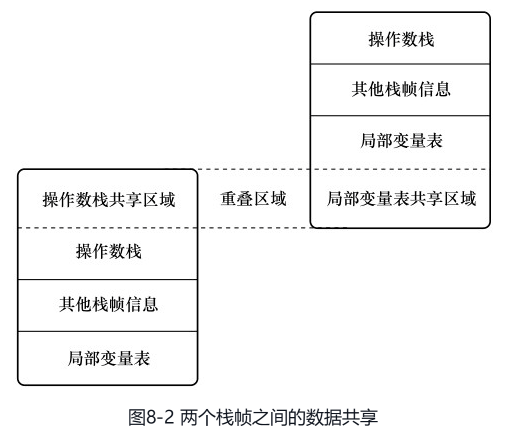 操作数栈
其他栈帧信息
局部变量表
操作数栈共享区域
重叠区域
局部变量表共享区域
操作数栈
其他栈帧信息
局部变量表
图8-2 两个栈帧之间的数据共享